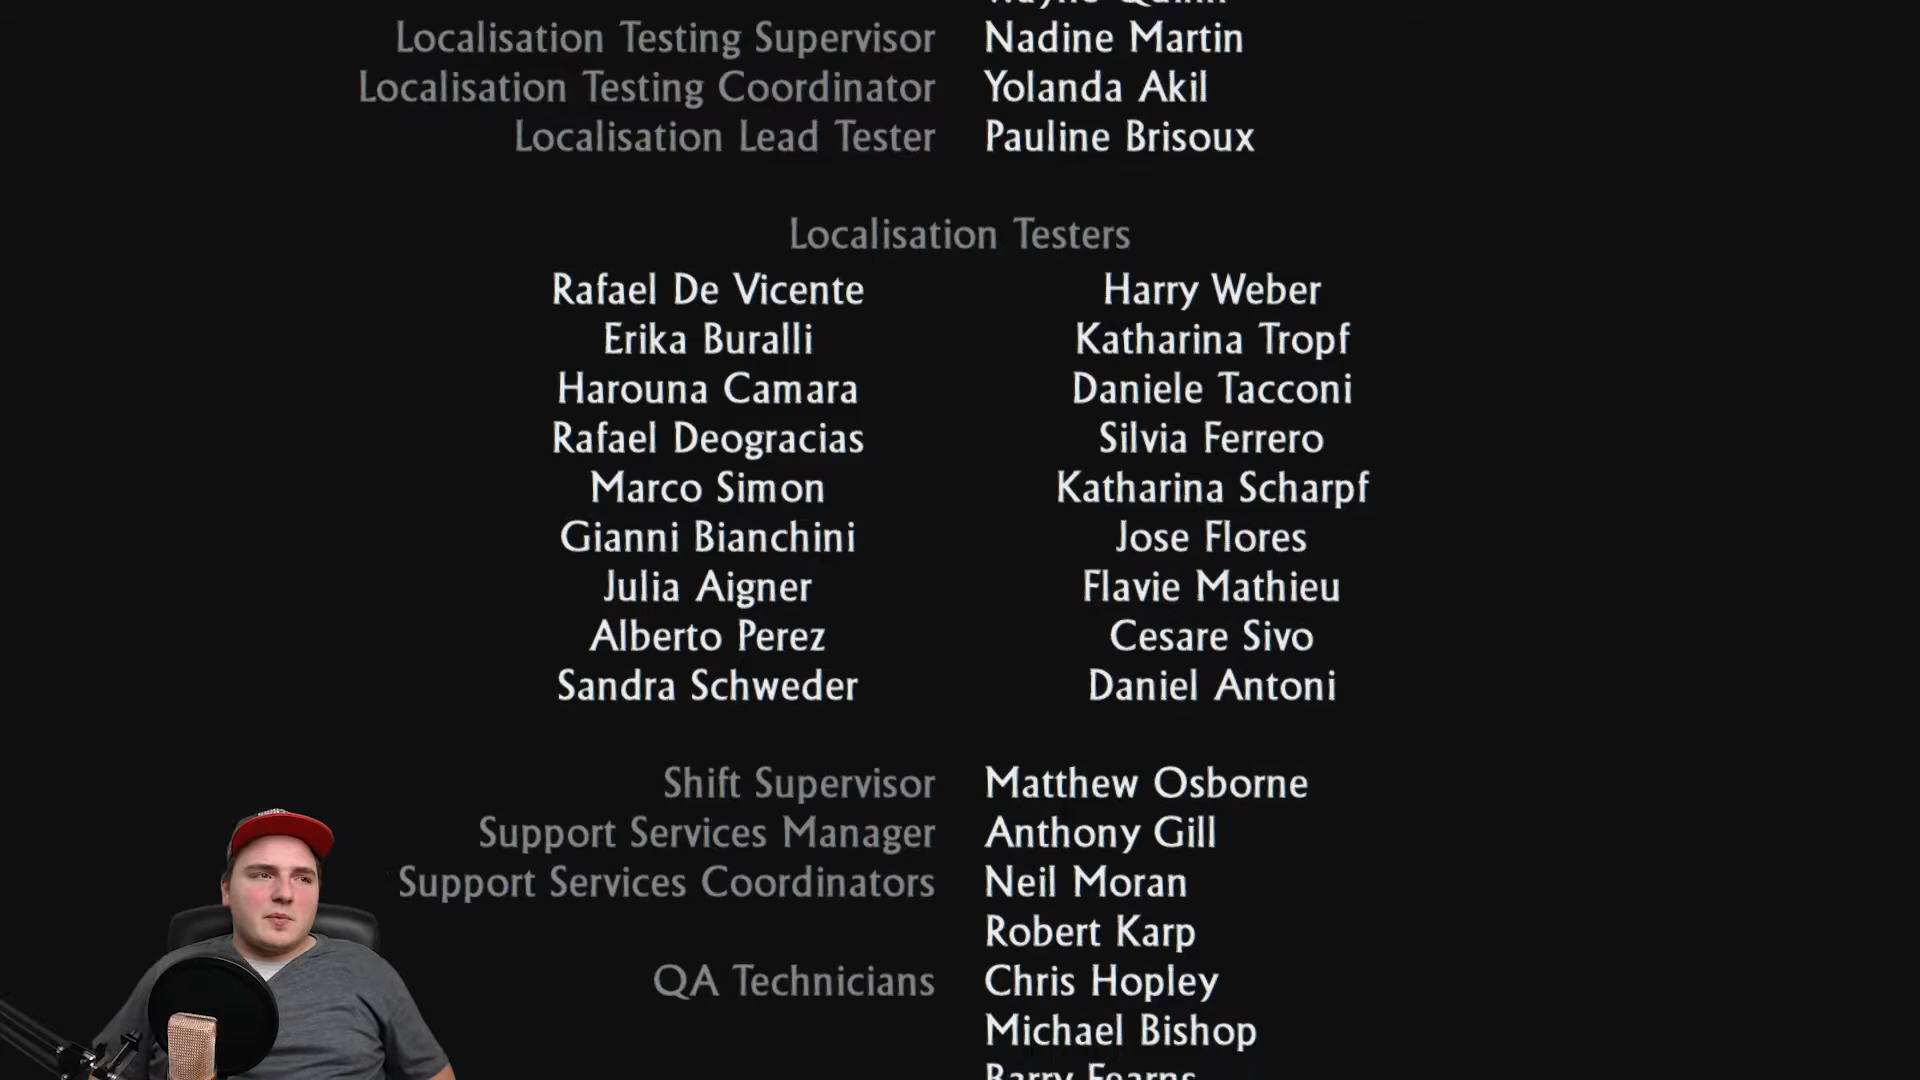 Wayne Quinn
Localisation Testing Supervisor Nadine Martin
Localisation Testing Coordinator Yolanda Akil
Localisation Lead Tester Pauline Brisoux
Localisation Testers
Rafael De Vicente Harry Weber
Erika Buralli Katharina Tropf
Harouna Camara Daniele Tacconi
Rafael Deogracias Silvia Ferrero
Marco Simon Katharina Scharpf
Gianni Bianchini Jose Flores
Julia Aigner Flavie Mathieu
Alberto Perez Cesare Sivo
Sandra Schweder Daniel Antoni
Shift Supervisor Matthew Osborne
Support Services Manager Anthony Gill
Support Services Coordinators Neil Moran
Robert Karp
QA Technicians Chris Hopley
Michael Bishop
Barry Fearns